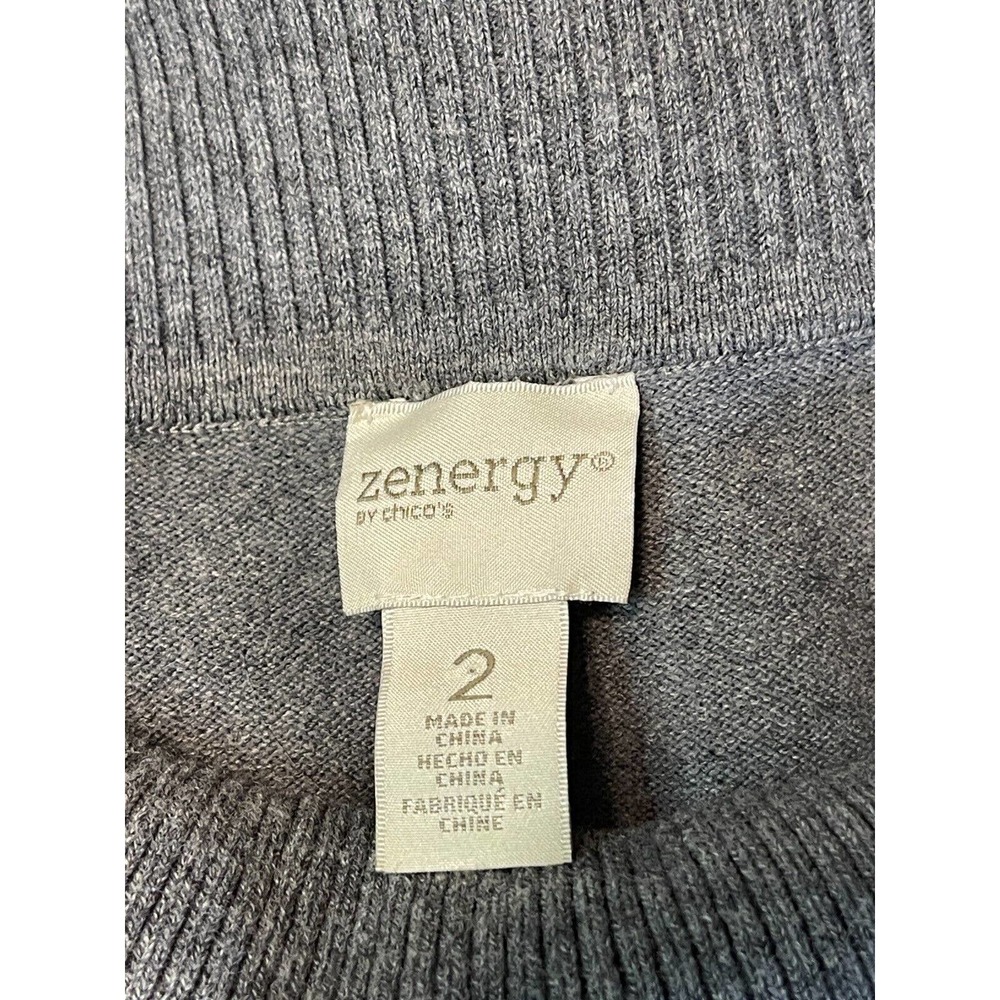 zenergy®
BY chico's
2
MADE IN
CHINA
HECHO EN
CHINA
FABRIQUÉ EN
CHINE